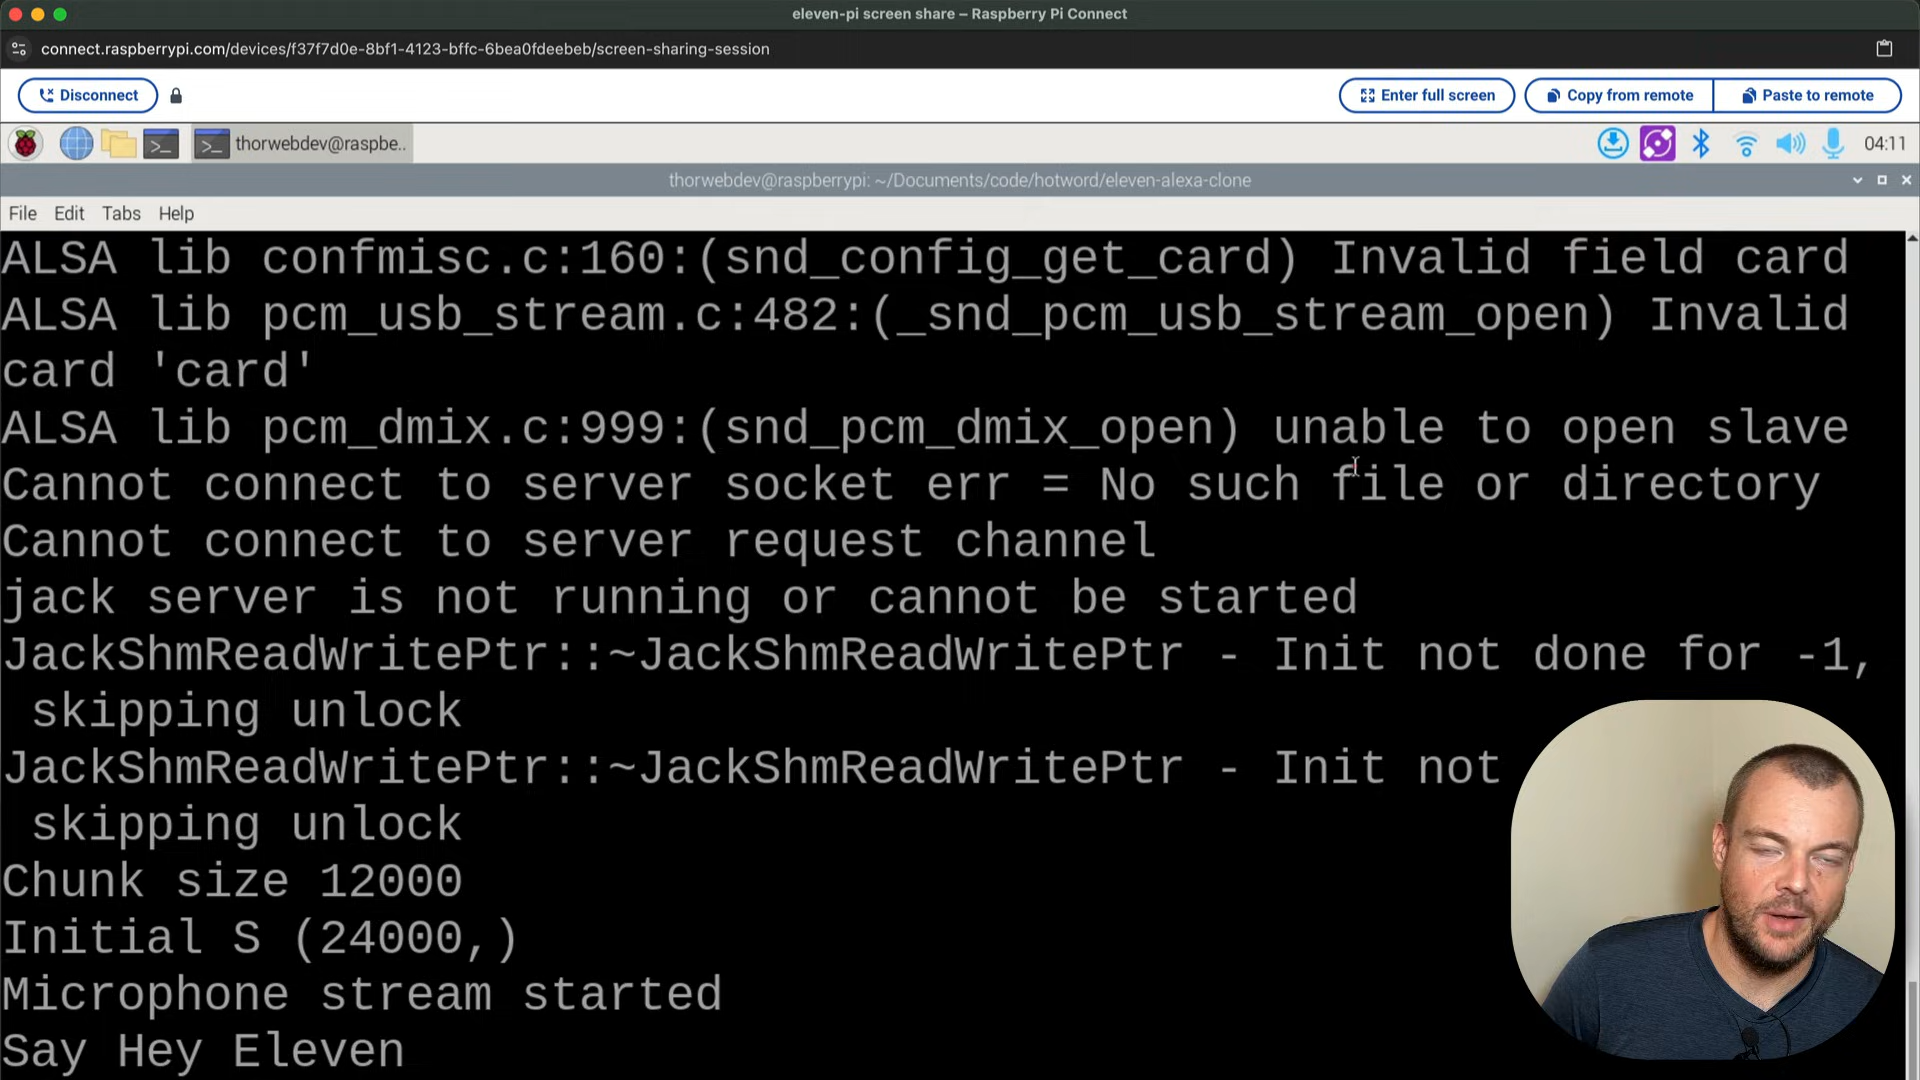 eleven-pi screen share – Raspberry Pi Connect
connect.raspberrypi.com/devices/f37f7d0e-8bf1-4123-bffc-6bea0fdeebeb/screen-sharing-session
Disconnect
Enter full screen
Copy from remote
Paste to remote
thorwebdev@raspbe..
04:11
thorwebdev@raspberrypi: ~/Documents/code/hotword/eleven-alexa-clone
File Edit Tabs Help
ALSA lib confmisc.c:160:(snd_config_get_card) Invalid field card
ALSA lib pcm_usb_stream.c:482:(_snd_pcm_usb_stream_open) Invalid
card 'card'
ALSA lib pcm_dmix.c:999:(snd_pcm_dmix_open) unable to open slave
Cannot connect to server socket err = No such file or directory
Cannot connect to server request channel
jack server is not running or cannot be started
JackShmReadWritePtr::~JackShmReadWritePtr - Init not done for -1,
skipping unlock
JackShmReadWritePtr::~JackShmReadWritePtr - Init not
skipping unlock
Chunk size 12000
Initial S (24000,)
Microphone stream started
Say Hey Eleven